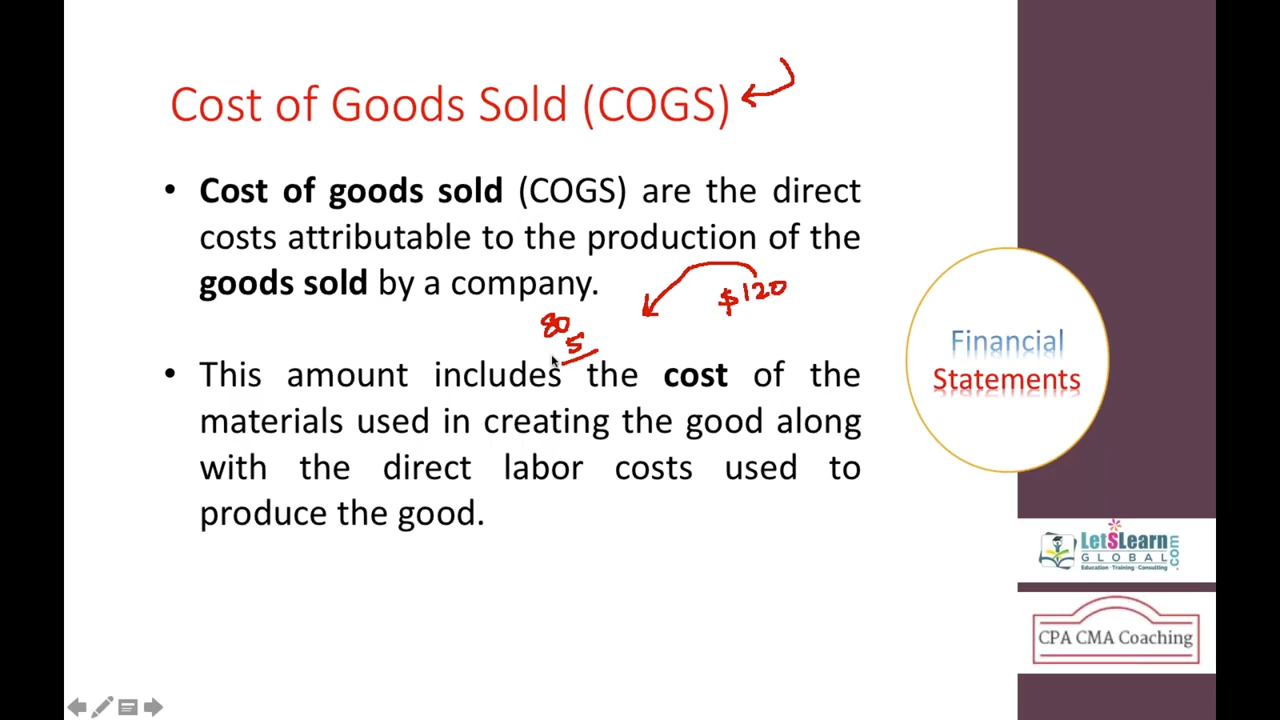 Cost of Goods Sold (COGS)
• Cost of goods sold (COGS) are the direct
costs attributable to the production of the
goods sold by a company.
$120
80
5
• This amount includes the cost of the
materials used in creating the good along
with the direct labor costs used to
produce the good.
Financial
Statements
LetSLearn
GLOBAL
.com
Education · Training · Consulting
CPA CMA Coaching